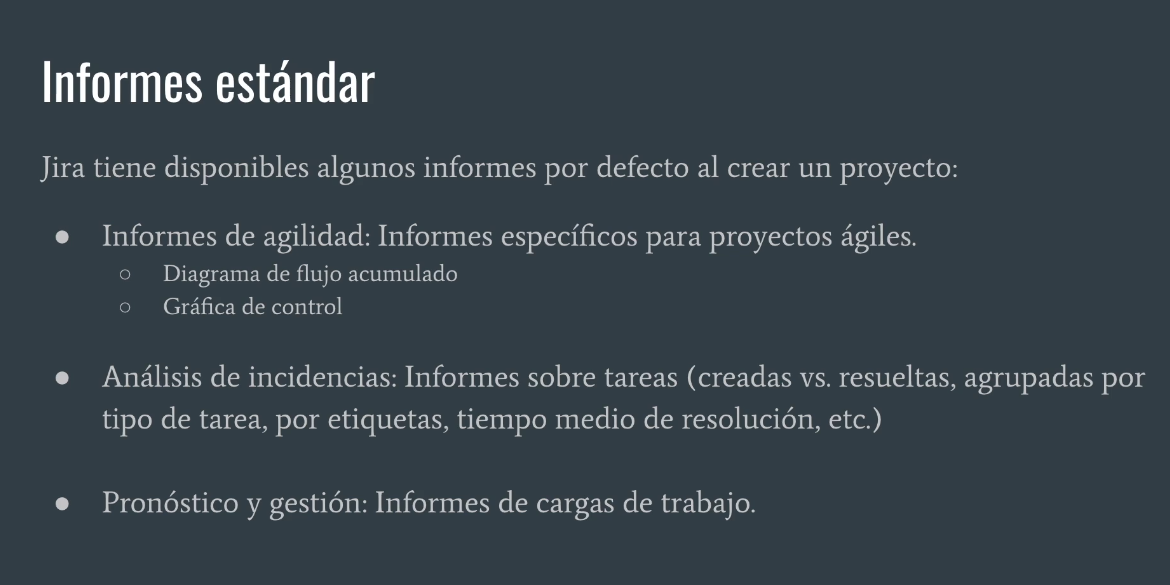 Informes estándar
Jira tiene disponibles algunos informes por defecto al crear un proyecto:
● Informes de agilidad: Informes específicos para proyectos ágiles.
○ Diagrama de flujo acumulado
○ Gráfica de control
● Análisis de incidencias: Informes sobre tareas (creadas vs. resueltas, agrupadas por
tipo de tarea, por etiquetas, tiempo medio de resolución, etc.)
● Pronóstico y gestión: Informes de cargas de trabajo.